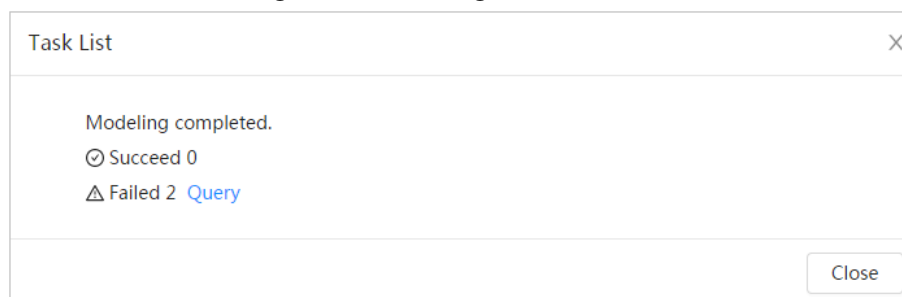 Task List
Modeling completed.
Succeed 0
Failed 2 Query
Close